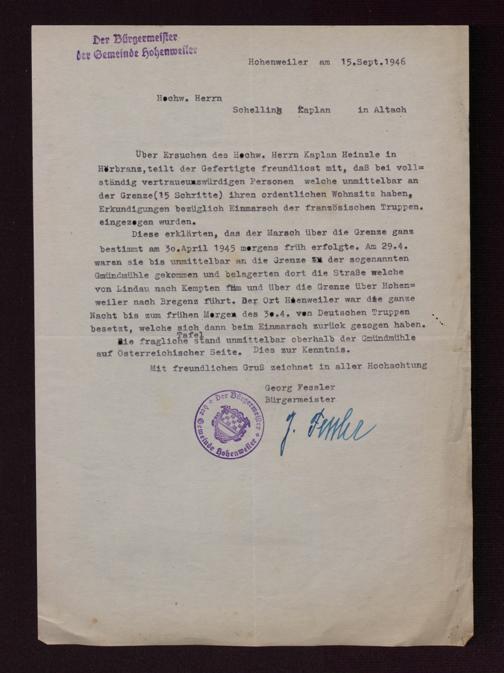 Der Bürgermeister
der Gemeinde Hohenweiler
Hohenweiler am 15.Sept.1946
Hochw. Herrn
Schelling Kaplan in Altach
Über Ersuchen des Hochw. Herrn Kaplan Heinzle in
Hörbranz,teilt der Gefertigte freundlicst mit, daß bei voll=
ständig vertrauenswürdigen Personen welche unmittelbar an
der Grenze(15 Schritte) ihren ordentlichen Wohnsitz haben,
Erkundigungen bezüglich Einmarsch der französischen Truppen.
eingezogen wurden.
Diese erklärten, das der Marsch über die Grenze ganz
bestimmt am 3o.April 1945 morgens früh erfolgte. Am 29.4.
waren sie bis unmittelbar an die Grenze zu der sogenannten
Gmündmühle gekommen und belagerten dort die Straße welche
von Lindau nach Kempten führ und über die Grenze über Hohen=
weiler nach Bregenz führt. Der Ort Hoenweiler war die ganze
Nacht bis zum frühen Morgen des 3o.4. von Deutschen Truppen
besetzt, welche sich dann beim Einmarsch zurück gezogen haben.
Tafel
Die fragliche stand unmittelbar oberhalb der Gmündmühle
auf Österreichischer Seite. Dies zur Kenntnis.
Mit freundlichem Gruß zeichnet in aller Hochachtung
Georg Fessler
Bürgermeister
Der Bürgermeister der Gemeinde Hohenweiler
G. Fessler